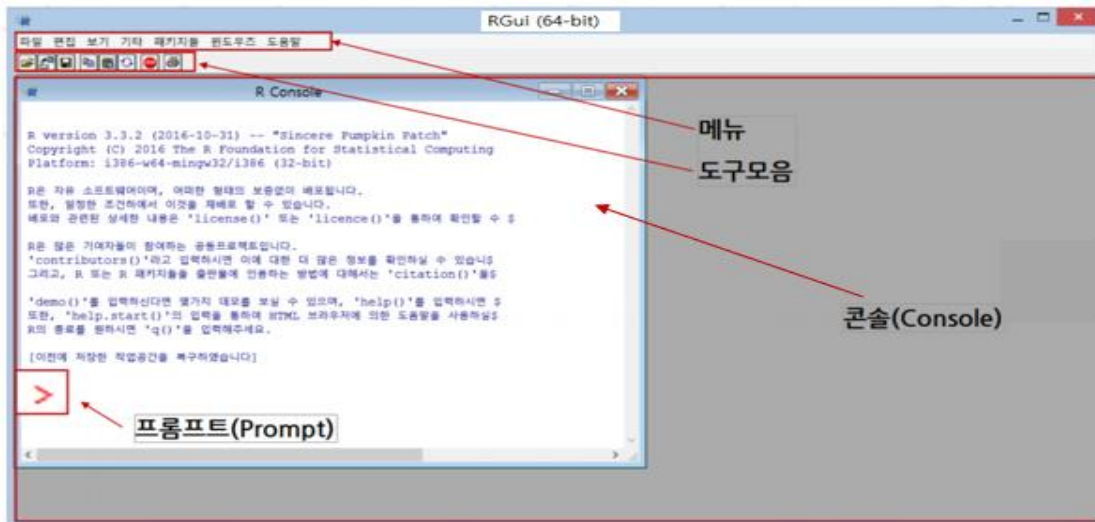 RGui (64-bit)
파일 편집 보기 기타 패키지들 윈도우즈 도움말
R Console
R version 3.3.2 (2016-10-31) -- "Sincere Pumpkin Patch"
Copyright (C) 2016 The R Foundation for Statistical Computing
Platform: i386-w64-mingw32/i386 (32-bit)
R은 자유 소프트웨어이며, 어떠한 형태의 보증없이 배포됩니다.
또한, 일정한 조건하에서 이것을 재배포 할 수 있습니다.
배포와 관련된 상세한 내용은 'license()' 또는 'licence()'을 통하여 확인할 수 $
R은 많은 기여자들이 참여하는 공동프로젝트입니다.
'contributors()'라고 입력하시면 이에 대한 더 많은 정보를 확인하실 수 있습니$
그리고, R 또는 R 패키지들을 출판물에 인용하는 방법에 대해서는 'citation()'을$
'demo()'를 입력하신다면 몇가지 데모를 보실 수 있으며, 'help()'를 입력하시면 $
또한, 'help.start()'의 입력을 통하여 HTML 브라우저에 의한 도움말을 사용하실$
R의 종료를 원하시면 'q()'을 입력해주세요.
[이전에 저장한 작업공간을 복구하였습니다]
>
메뉴
도구모음
콘솔(Console)
프롬프트(Prompt)